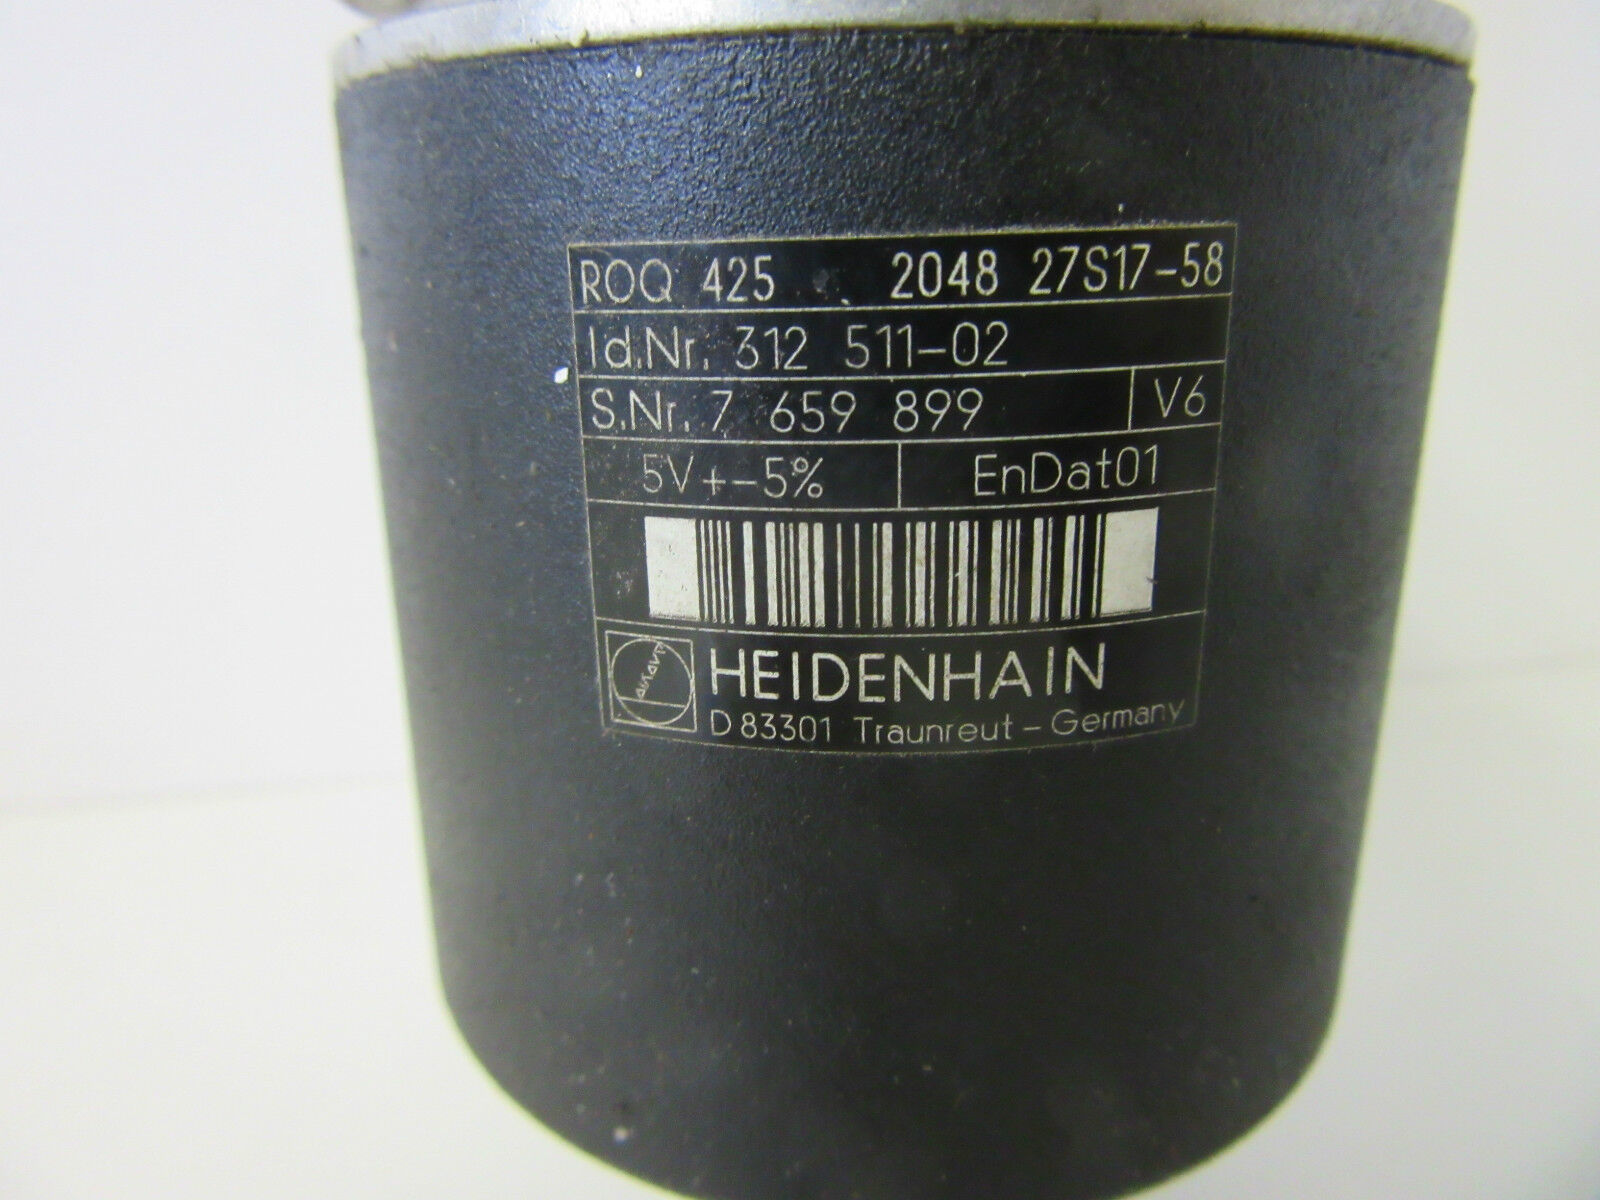 ROQ 425 2048 27S17-58
Id.Nr. 312 511-02
S.Nr. 7 659 899 V6
5V+-5% EnDat01
HEIDENHAIN
D 83301 Traunreut - Germany